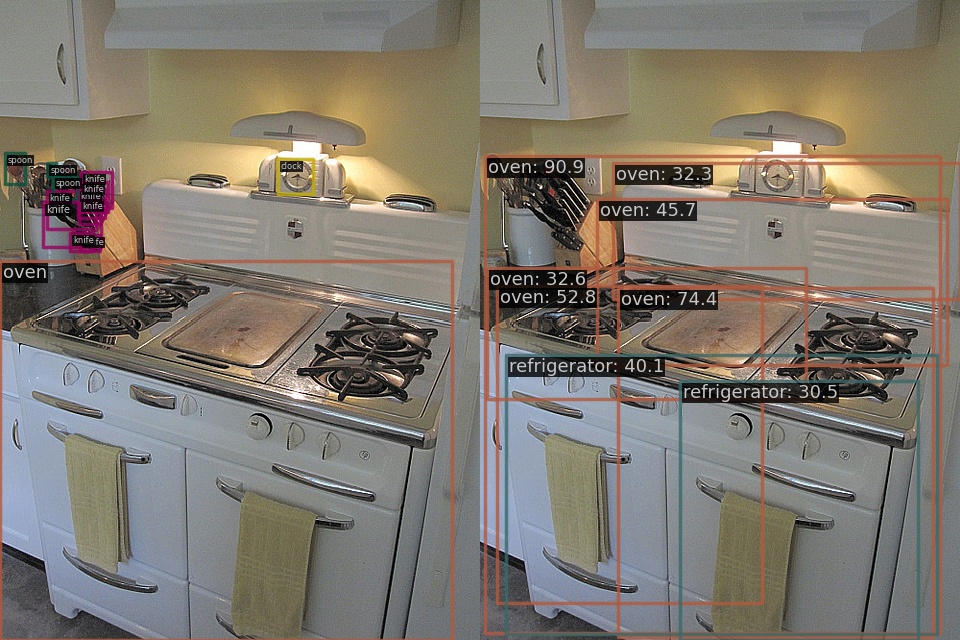 spoon
spoon
spoon
knife
knife
knife
knife
knife
knife
knife
clock
oven
oven: 90.9
oven: 32.3
oven: 45.7
oven: 32.6
oven: 52.8
oven: 74.4
refrigerator: 40.1
refrigerator: 30.5